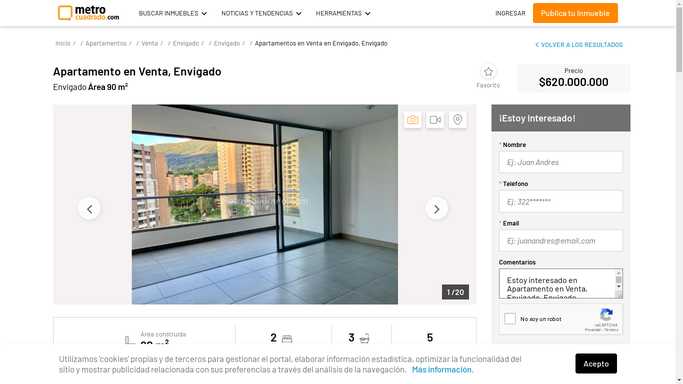 metro
cuadrado.com
BUSCAR INMUEBLES
NOTICIAS Y TENDENCIAS
HERRAMIENTAS
INGRESAR
Publica tu Inmueble
Inicio / / Apartamentos / / Venta / / Envigado / / Envigado / / Apartamentos en Venta en Envigado, Envigado
VOLVER A LOS RESULTADOS
Apartamento en Venta, Envigado
Envigado Área 90 m²
Favorito
Precio
$620.000.000
1 / 20
¡Estoy Interesado!
* Nombre
Ej: Juan Andres
* Teléfono
Ej: 322*******
* Email
Ej: juanandres@email.com
Comentarios
Estoy interesado en
Apartamento en Venta,
Envigado, Envigado
No soy un robot
reCAPTCHA
Privacidad - Términos
Área construida
90 m²
2
3
5
Utilizamos 'cookies' propias y de terceros para gestionar el portal, elaborar información estadística, optimizar la funcionalidad del
sitio y mostrar publicidad relacionada con sus preferencias a través del análisis de la navegación. Más información.
Acepto